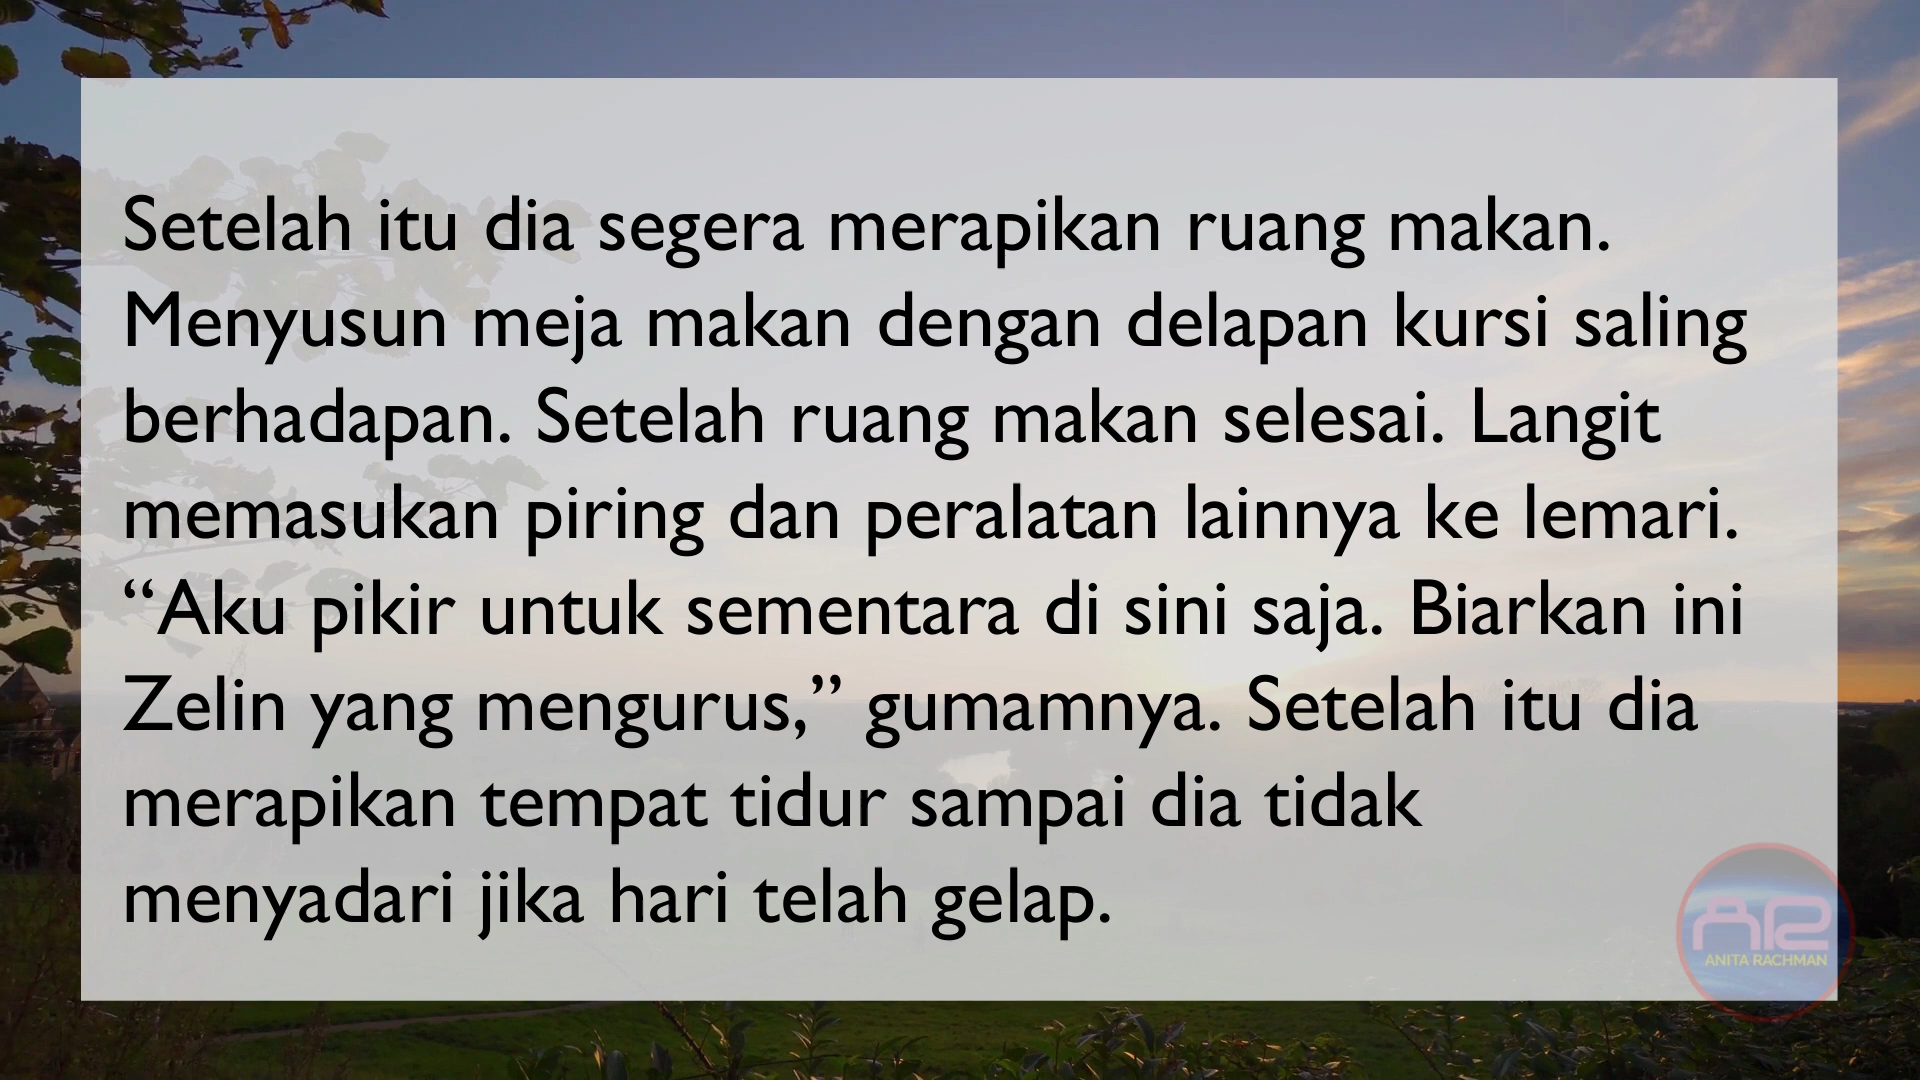 Setelah itu dia segera merapikan ruang makan.
Menyusun meja makan dengan delapan kursi saling
berhadapan. Setelah ruang makan selesai. Langit
memasukan piring dan peralatan lainnya ke lemari.
“Aku pikir untuk sementara di sini saja. Biarkan ini
Zelin yang mengurus,” gumamnya. Setelah itu dia
merapikan tempat tidur sampai dia tidak
menyadari jika hari telah gelap.
AR
ANITA RACHMAN